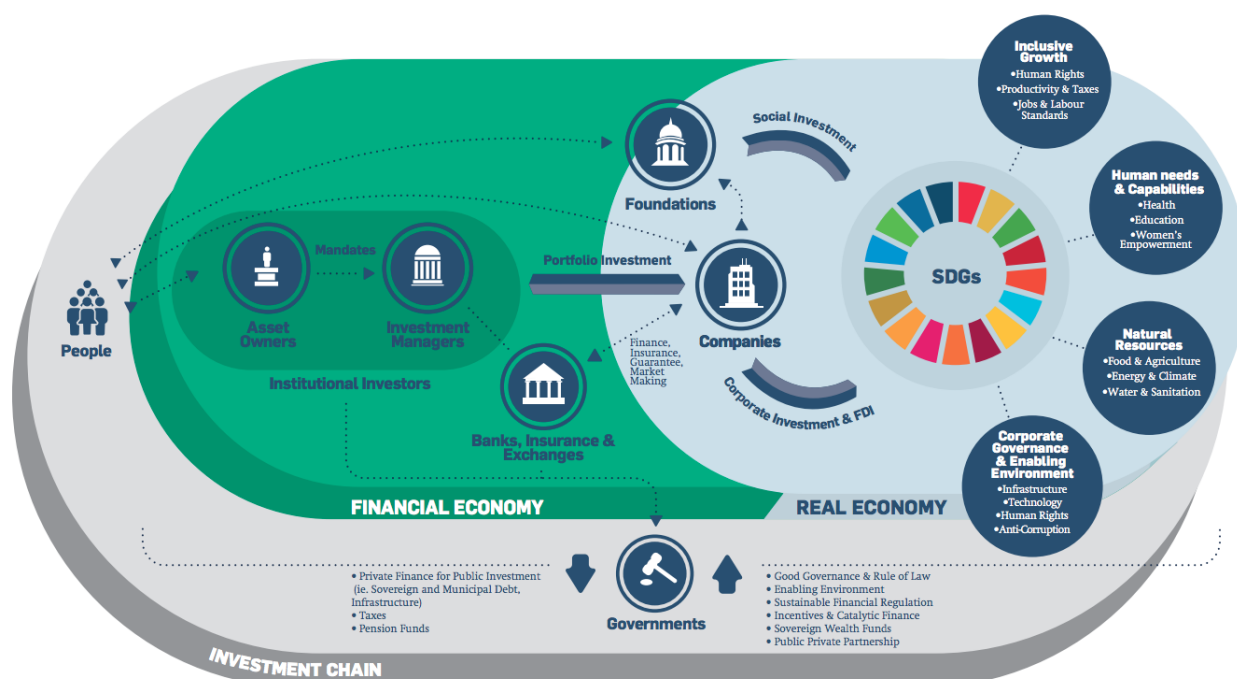 Inclusive
Growth
•Human Rights
•Productivity & Taxes
•Jobs & Labour
Standards
Social Investment
Foundations
Human needs
& Capabilities
•Health
•Education
•Women's
Empowerment
Mandates
Portfolio Investment
SDGs
People
Asset
Owners
Investment
Managers
Companies
Institutional Investors
Finance,
Insurance,
Guarantee,
Market
Making
Natural
Resources
•Food & Agriculture
•Energy & Climate
•Water & Sanitation
Corporate Investment & FDI
Banks, Insurance &
Exchanges
Corporate
Governance
& Enabling
Environment
•Infrastructure
•Technology
•Human Rights
•Anti-Corruption
FINANCIAL ECONOMY
REAL ECONOMY
• Private Finance for Public Investment
(ie. Sovereign and Municipal Debt,
Infrastructure)
• Taxes
• Pension Funds
Governments
• Good Governance & Rule of Law
• Enabling Environment
• Sustainable Financial Regulation
• Incentives & Catalytic Finance
• Sovereign Wealth Funds
• Public Private Partnership
INVESTMENT CHAIN